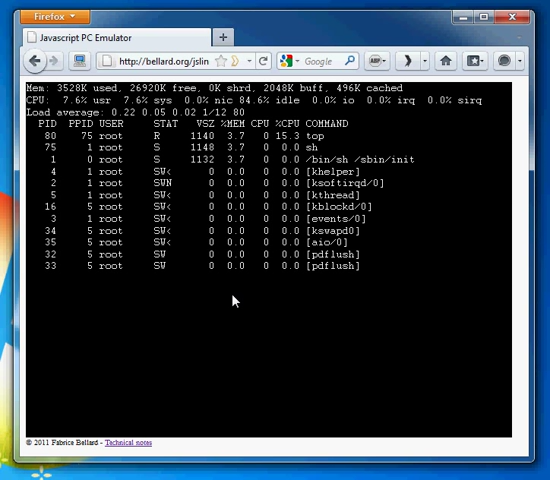 Firefox
Javascript PC Emulator
http://bellard.org/jslin
Google
ABP
Mem: 3528K used, 26920K free, 0K shrd, 2048K buff, 496K cached
CPU:  7.6% usr  7.6% sys  0.0% nic 84.6% idle  0.0% io  0.0% irq  0.0% sirq
Load average: 0.22 0.05 0.02 1/12 80
PID PPID USER STAT VSZ %MEM CPU %CPU COMMAND
80 75 root R 1140 3.7 0 15.3 top
75 1 root S 1148 3.7 0 0.0 sh
1 0 root S 1132 3.7 0 0.0 /bin/sh /sbin/init
4 1 root SW< 0 0.0 0 0.0 [khelper]
2 1 root SWN 0 0.0 0 0.0 [ksoftirqd/0]
5 1 root SW< 0 0.0 0 0.0 [kthread]
16 5 root SW< 0 0.0 0 0.0 [kblockd/0]
3 1 root SW< 0 0.0 0 0.0 [events/0]
34 5 root SW< 0 0.0 0 0.0 [kswapd0]
35 5 root SW< 0 0.0 0 0.0 [aio/0]
32 5 root SW 0 0.0 0 0.0 [pdflush]
33 5 root SW 0 0.0 0 0.0 [pdflush]
© 2011 Fabrice Bellard - Technical notes